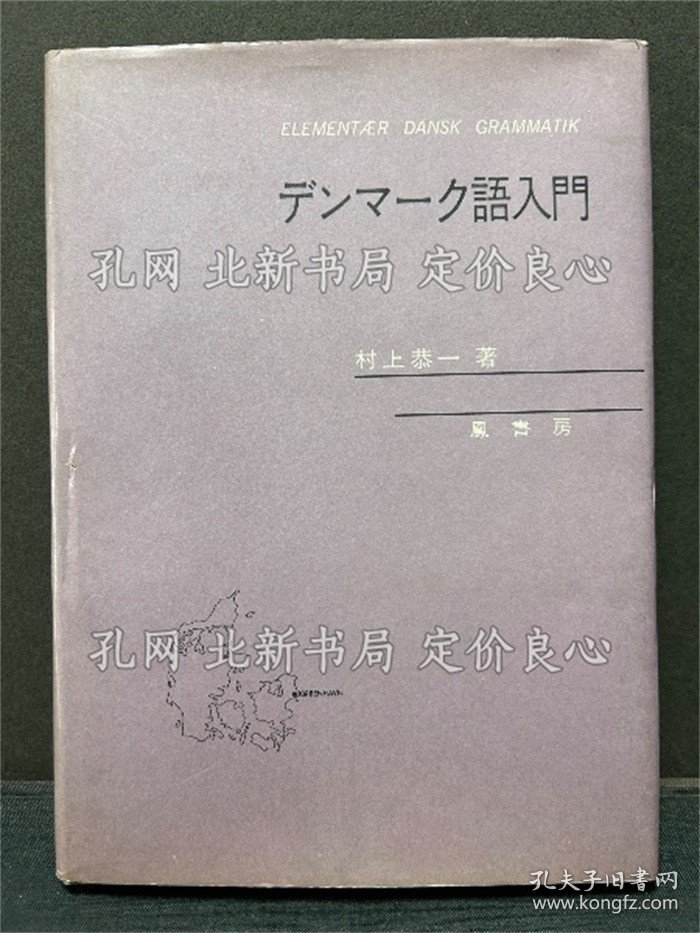 ELEMENTÆR DANSK GRAMMATIK
デンマーク語入門
孔网 北新书局 定价良心
村上恭一 著
鳳書房
孔网 北新书局 定价良心
KØBENHAVN
孔夫子旧书网
www.kongfz.com